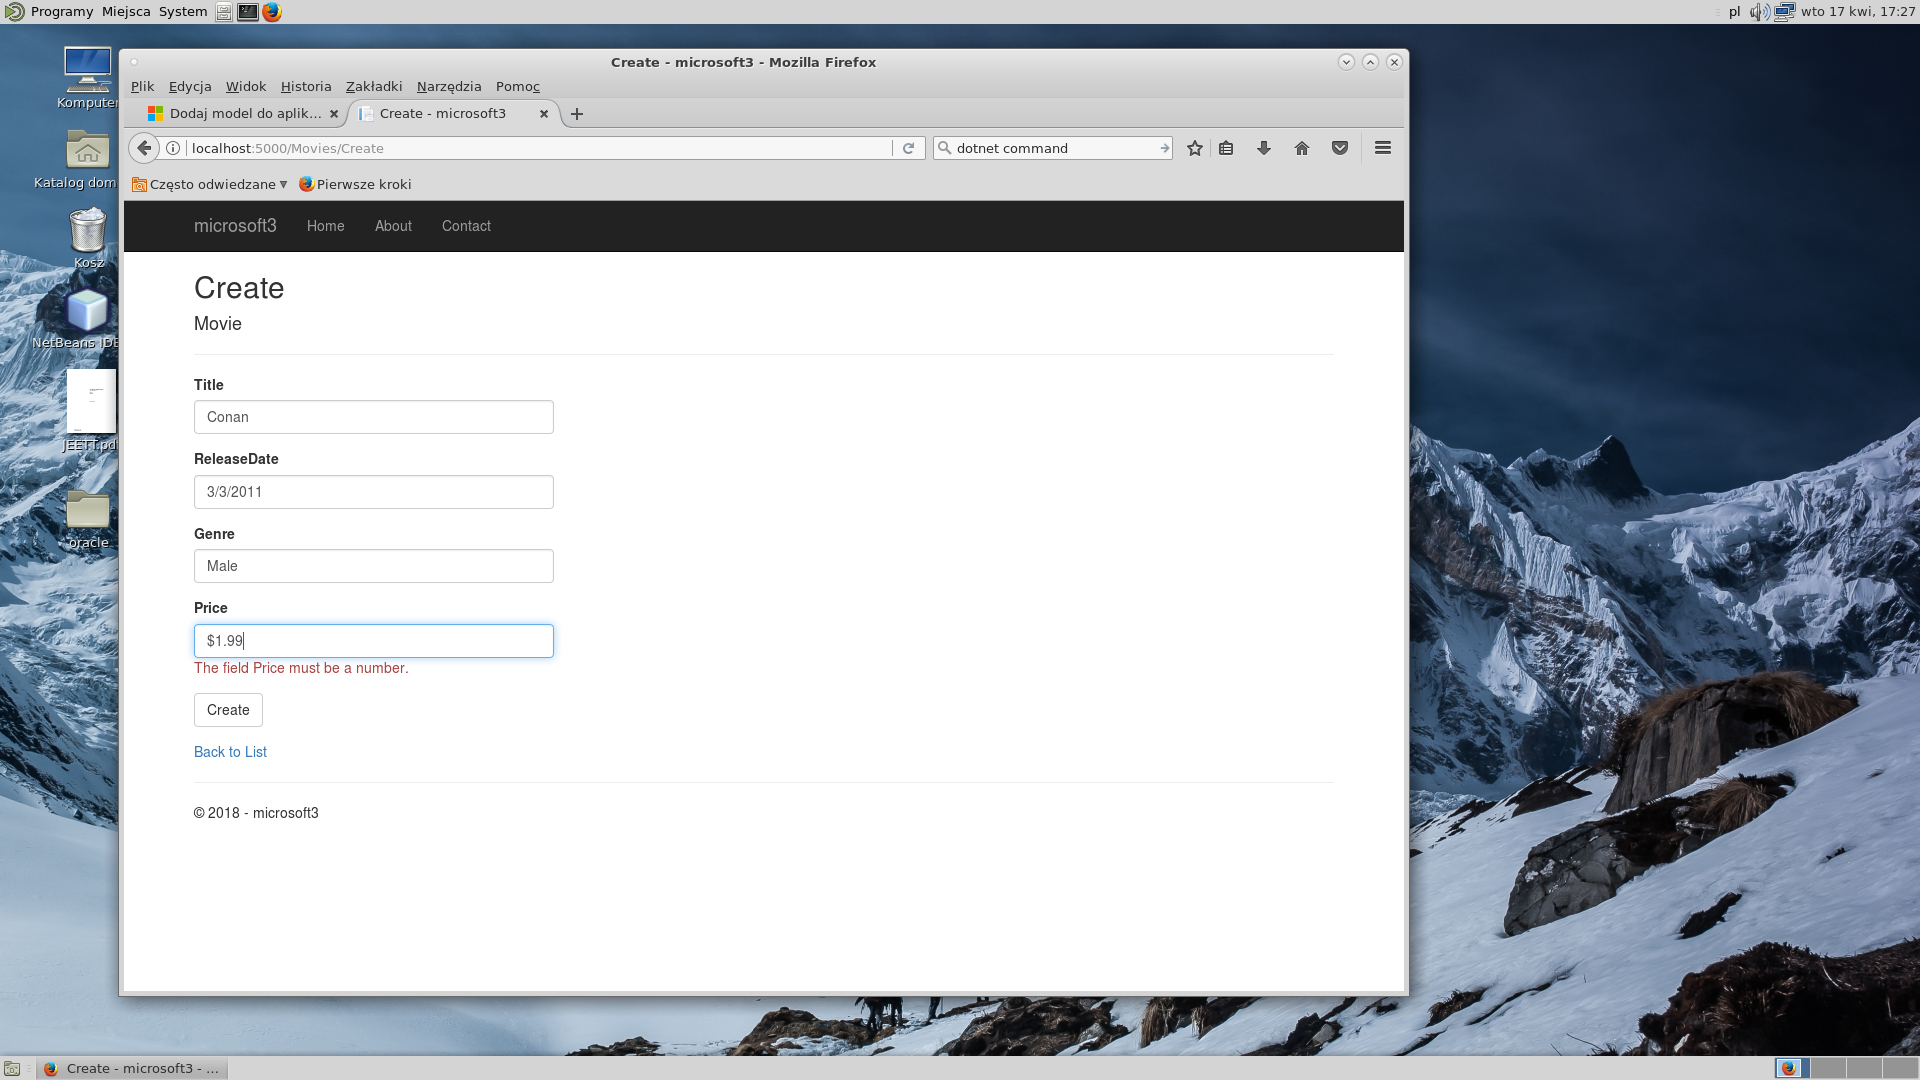 Programy Miejsca System
pl wto 17 kwi, 17:27
Komputer
Katalog dom
Kosz
NetBeans IDE
JEETT.pd
oracle
Create - microsoft3 - Mozilla Firefox
Plik Edycja Widok Historia Zakładki Narzędzia Pomoc
Dodaj model do aplik...
Create - microsoft3
localhost:5000/Movies/Create
dotnet command
Często odwiedzane
Pierwsze kroki
microsoft3 Home About Contact
Create
Movie
Title
Conan
ReleaseDate
3/3/2011
Genre
Male
Price
$1.99
The field Price must be a number.
Create
Back to List
© 2018 - microsoft3
Create - microsoft3 - ...